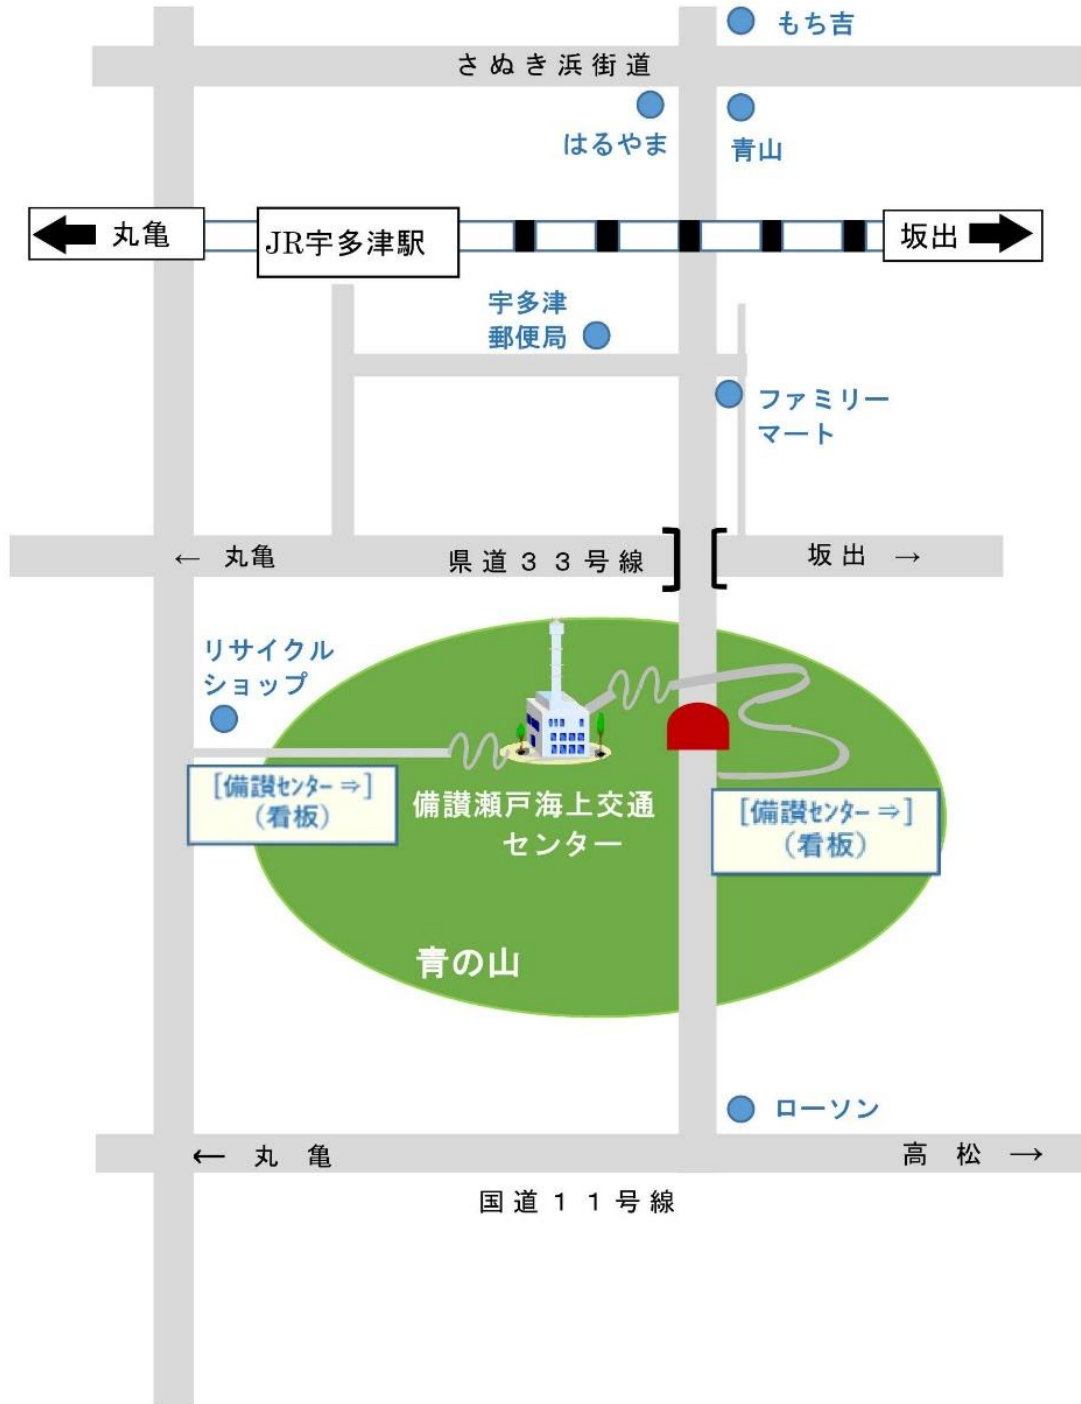 もち吉
さぬき浜街道
はるやま
青山
丸亀
JR宇多津駅
坂出
宇多津
郵便局
ファミリー
マート
← 丸亀
県道３３号線
坂出 →
リサイクル
ショップ
[備讃ｾﾝﾀｰ ⇒]
（看板）
備讃瀬戸海上交通
センター
[備讃ｾﾝﾀｰ ⇒]
（看板）
青の山
ローソン
← 丸　亀
高　松 →
国道１１号線